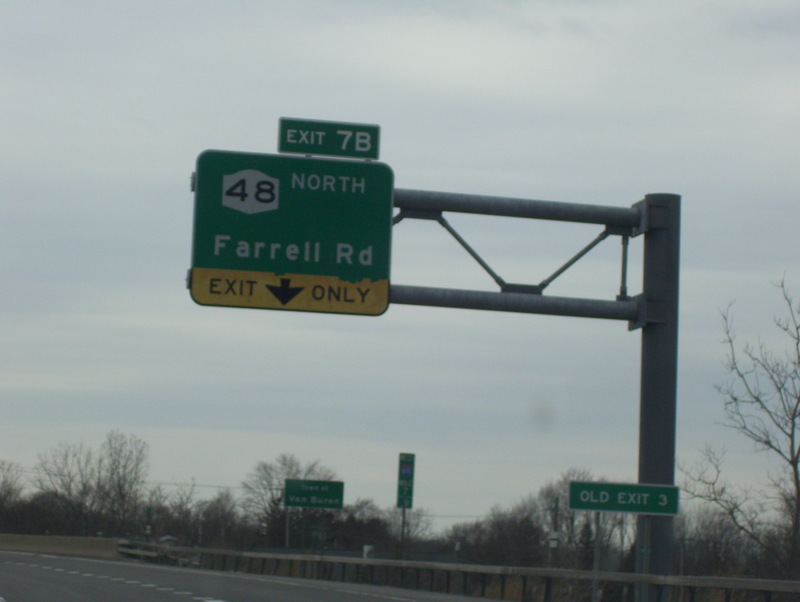 EXIT 7B
48 NORTH
Farrell Rd
EXIT ONLY
Town of
Van Buren
OLD EXIT 3